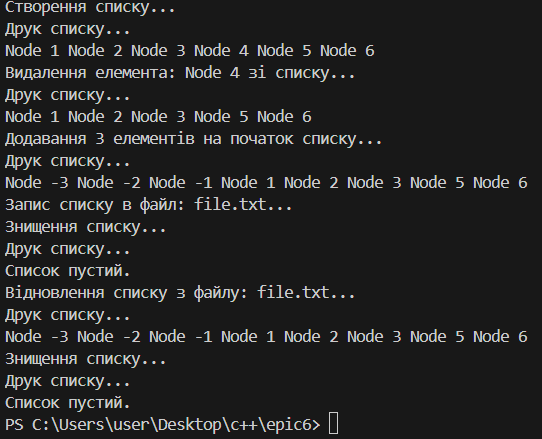 Створення списку...
Друк списку...
Node 1 Node 2 Node 3 Node 4 Node 5 Node 6
Видалення елемента: Node 4 зі списку...
Друк списку...
Node 1 Node 2 Node 3 Node 5 Node 6
Додавання 3 елементів на початок списку...
Друк списку...
Node -3 Node -2 Node -1 Node 1 Node 2 Node 3 Node 5 Node 6
Запис списку в файл: file.txt...
Знищення списку...
Друк списку...
Список пустий.
Відновлення списку з файлу: file.txt...
Друк списку...
Node -3 Node -2 Node -1 Node 1 Node 2 Node 3 Node 5 Node 6
Знищення списку...
Друк списку...
Список пустий.
PS C:\Users\user\Desktop\c++\epic6>